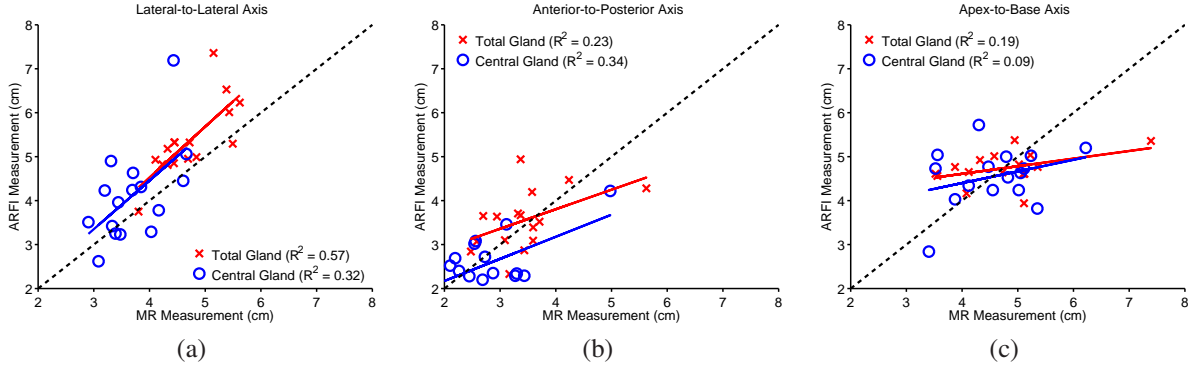 Lateral-to-Lateral Axis
ARFI Measurement (cm)
8
7
6
5
4
3
2
Total Gland (R² = 0.57)
Central Gland (R² = 0.32)
2 3 4 5 6 7 8
MR Measurement (cm)
(a)
Anterior-to-Posterior Axis
ARFI Measurement (cm)
8
7
6
5
4
3
2
Total Gland (R² = 0.23)
Central Gland (R² = 0.34)
2 3 4 5 6 7 8
MR Measurement (cm)
(b)
Apex-to-Base Axis
ARFI Measurement (cm)
8
7
6
5
4
3
2
Total Gland (R² = 0.19)
Central Gland (R² = 0.09)
2 3 4 5 6 7 8
MR Measurement (cm)
(c)